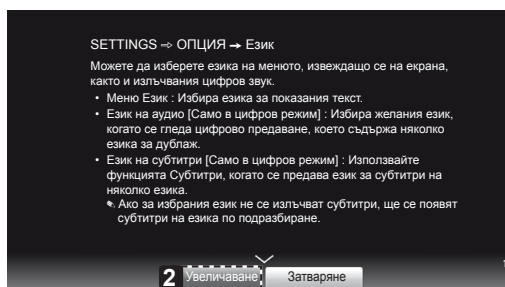 SETTINGS ⇨ ОПЦИЯ → Език
Можете да изберете езика на менюто, извеждащо се на екрана,
както и излъчвания цифров звук.
• Меню Език : Избира езика за показания текст.
• Език на аудио [Само в цифров режим] : Избира желания език,
когато се гледа цифрово предаване, което съдържа няколко
езика за дублаж.
• Език на субтитри [Само в цифров режим] : Използвайте
функцията Субтитри, когато се предава език за субтитри на
няколко езика.
✎ Ако за избрания език не се излъчват субтитри, ще се появят
субтитри на езика по подразбиране.
2 Увеличаване Затваряне